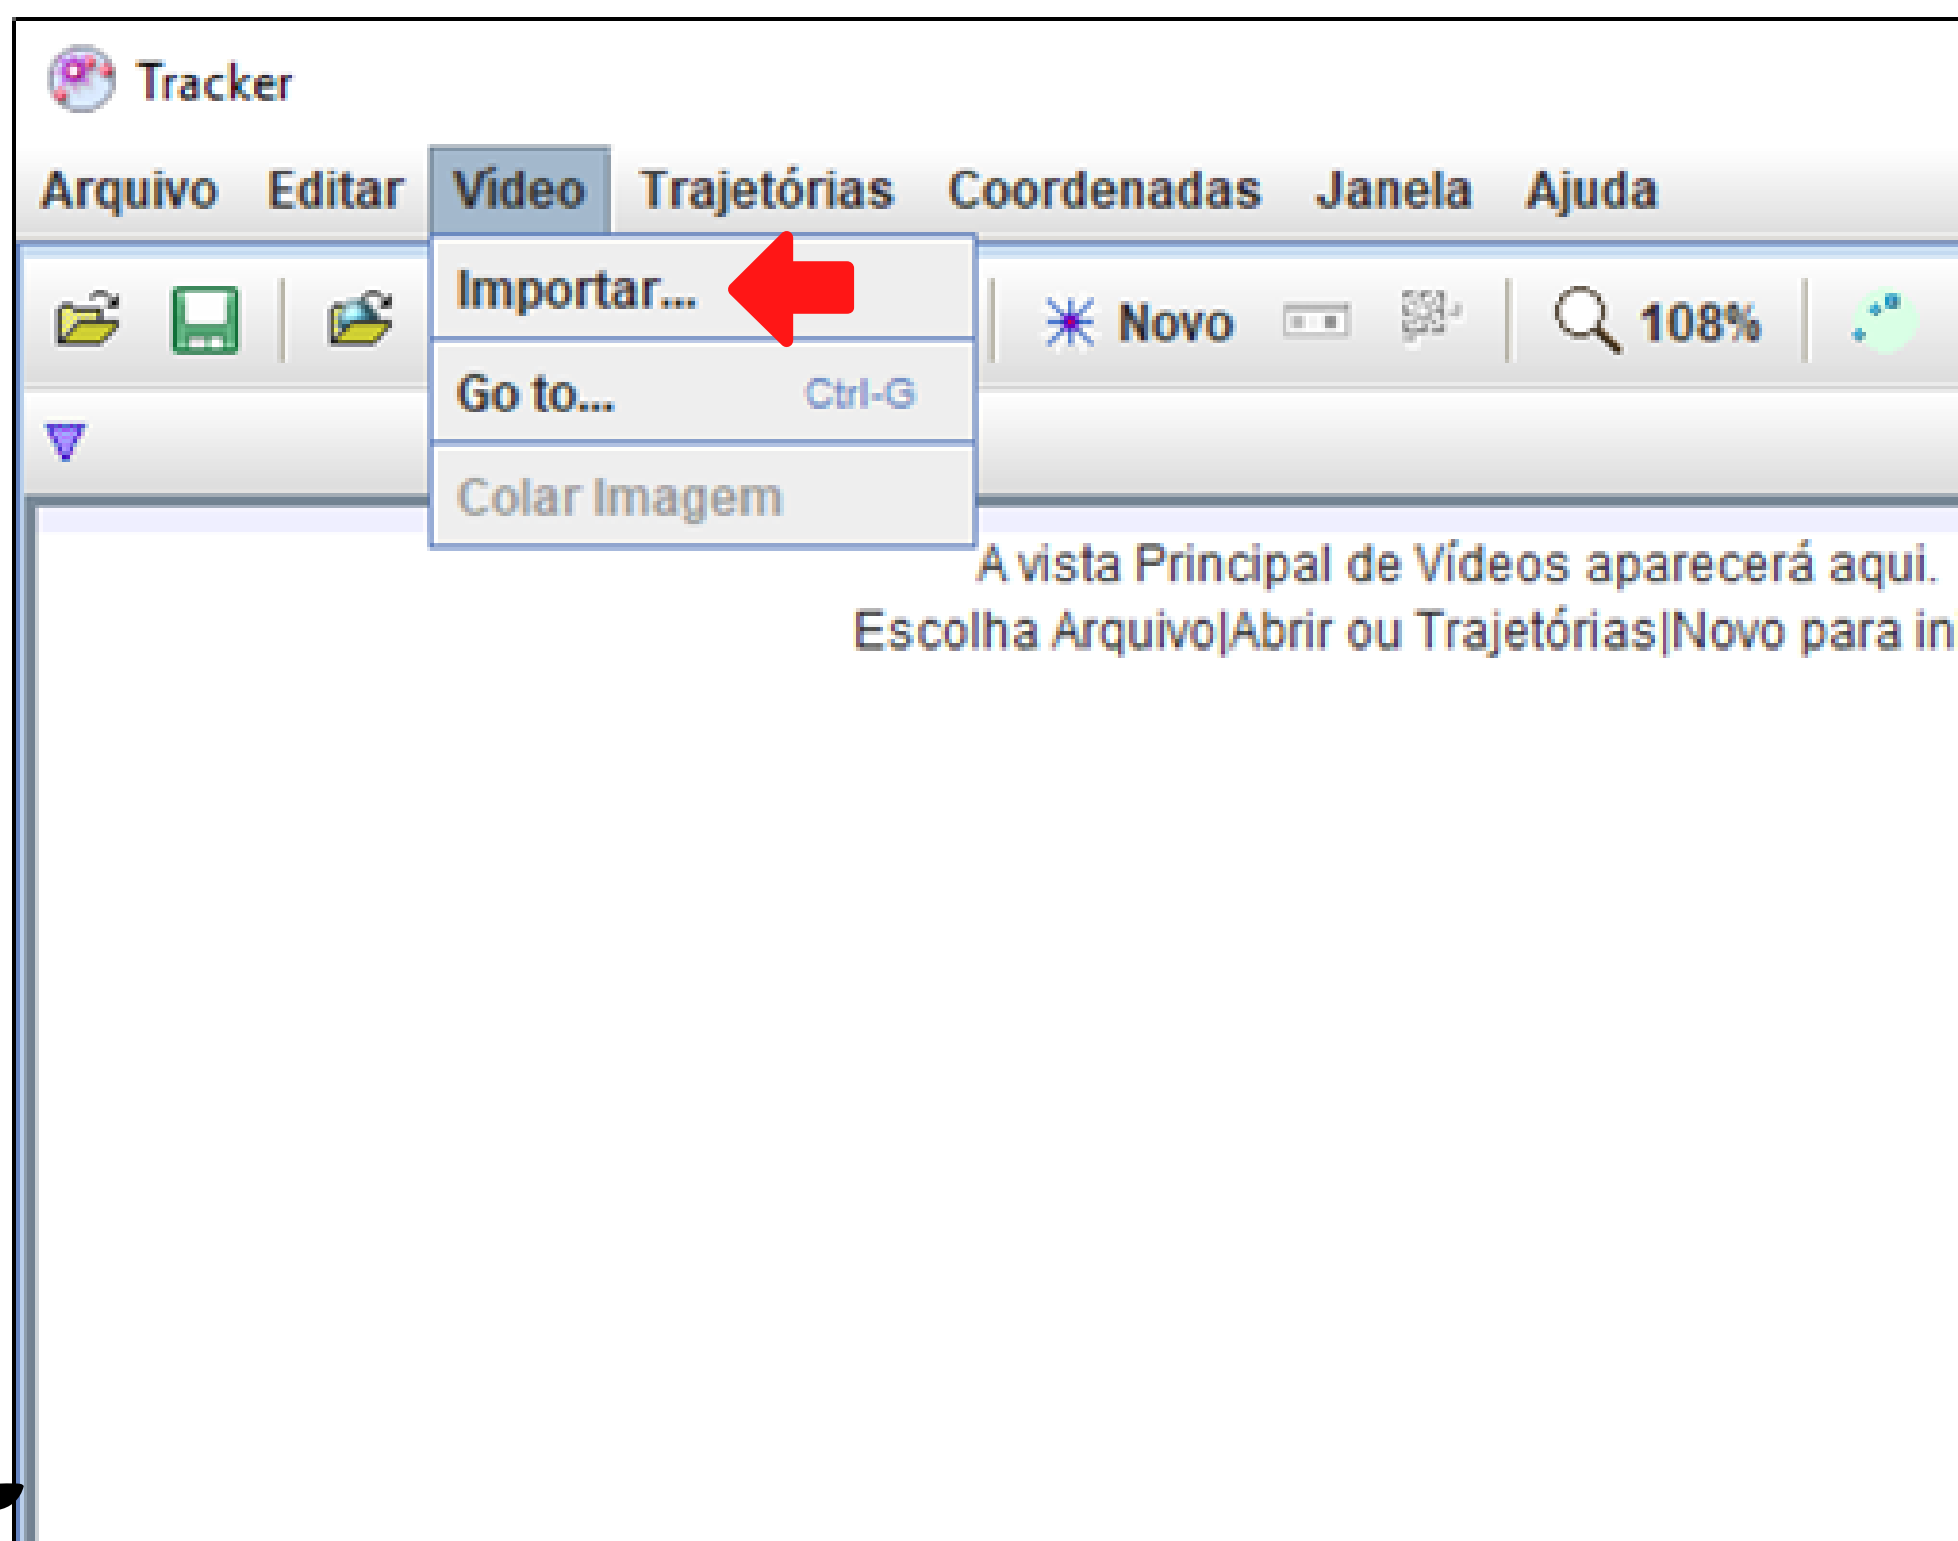 Tracker
Arquivo Editar Vídeo Trajetórias Coordenadas Janela Ajuda
Importar...
Novo 108%
Go to... Ctrl-G
Colar Imagem
A vista Principal de Vídeos aparecerá aqui.
Escolha Arquivo|Abrir ou Trajetórias|Novo para in